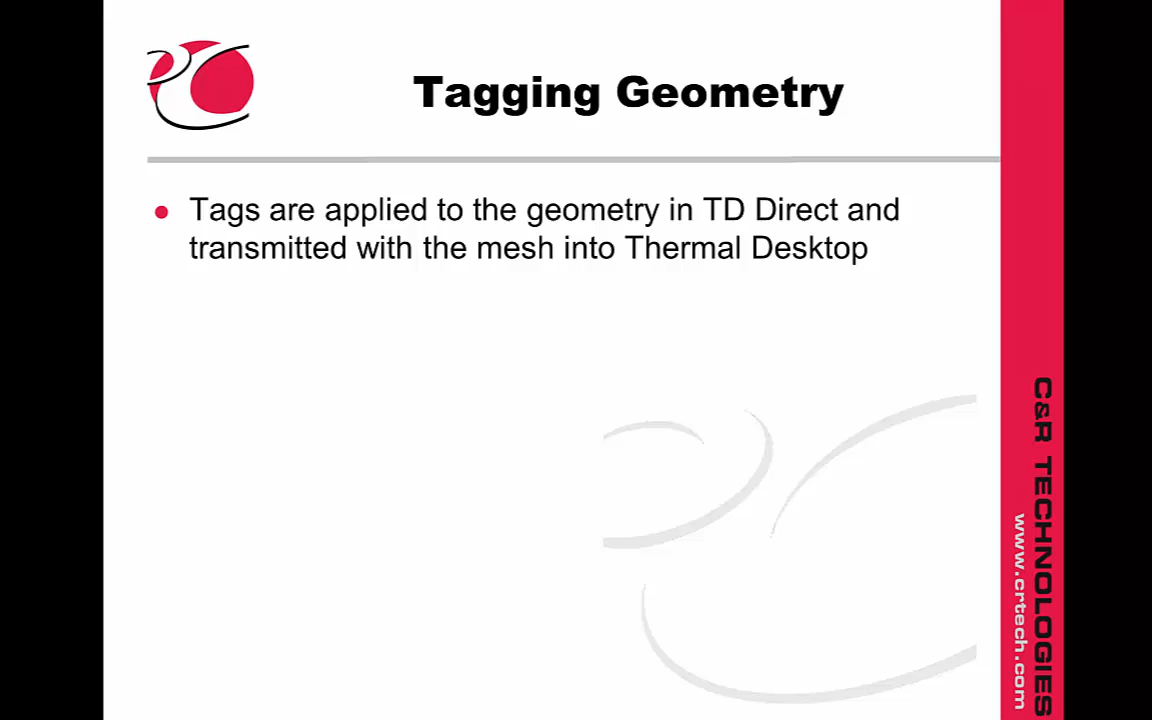 Tagging Geometry
Tags are applied to the geometry in TD Direct and
transmitted with the mesh into Thermal Desktop
C&R TECHNOLOGIES
www.crtech.com